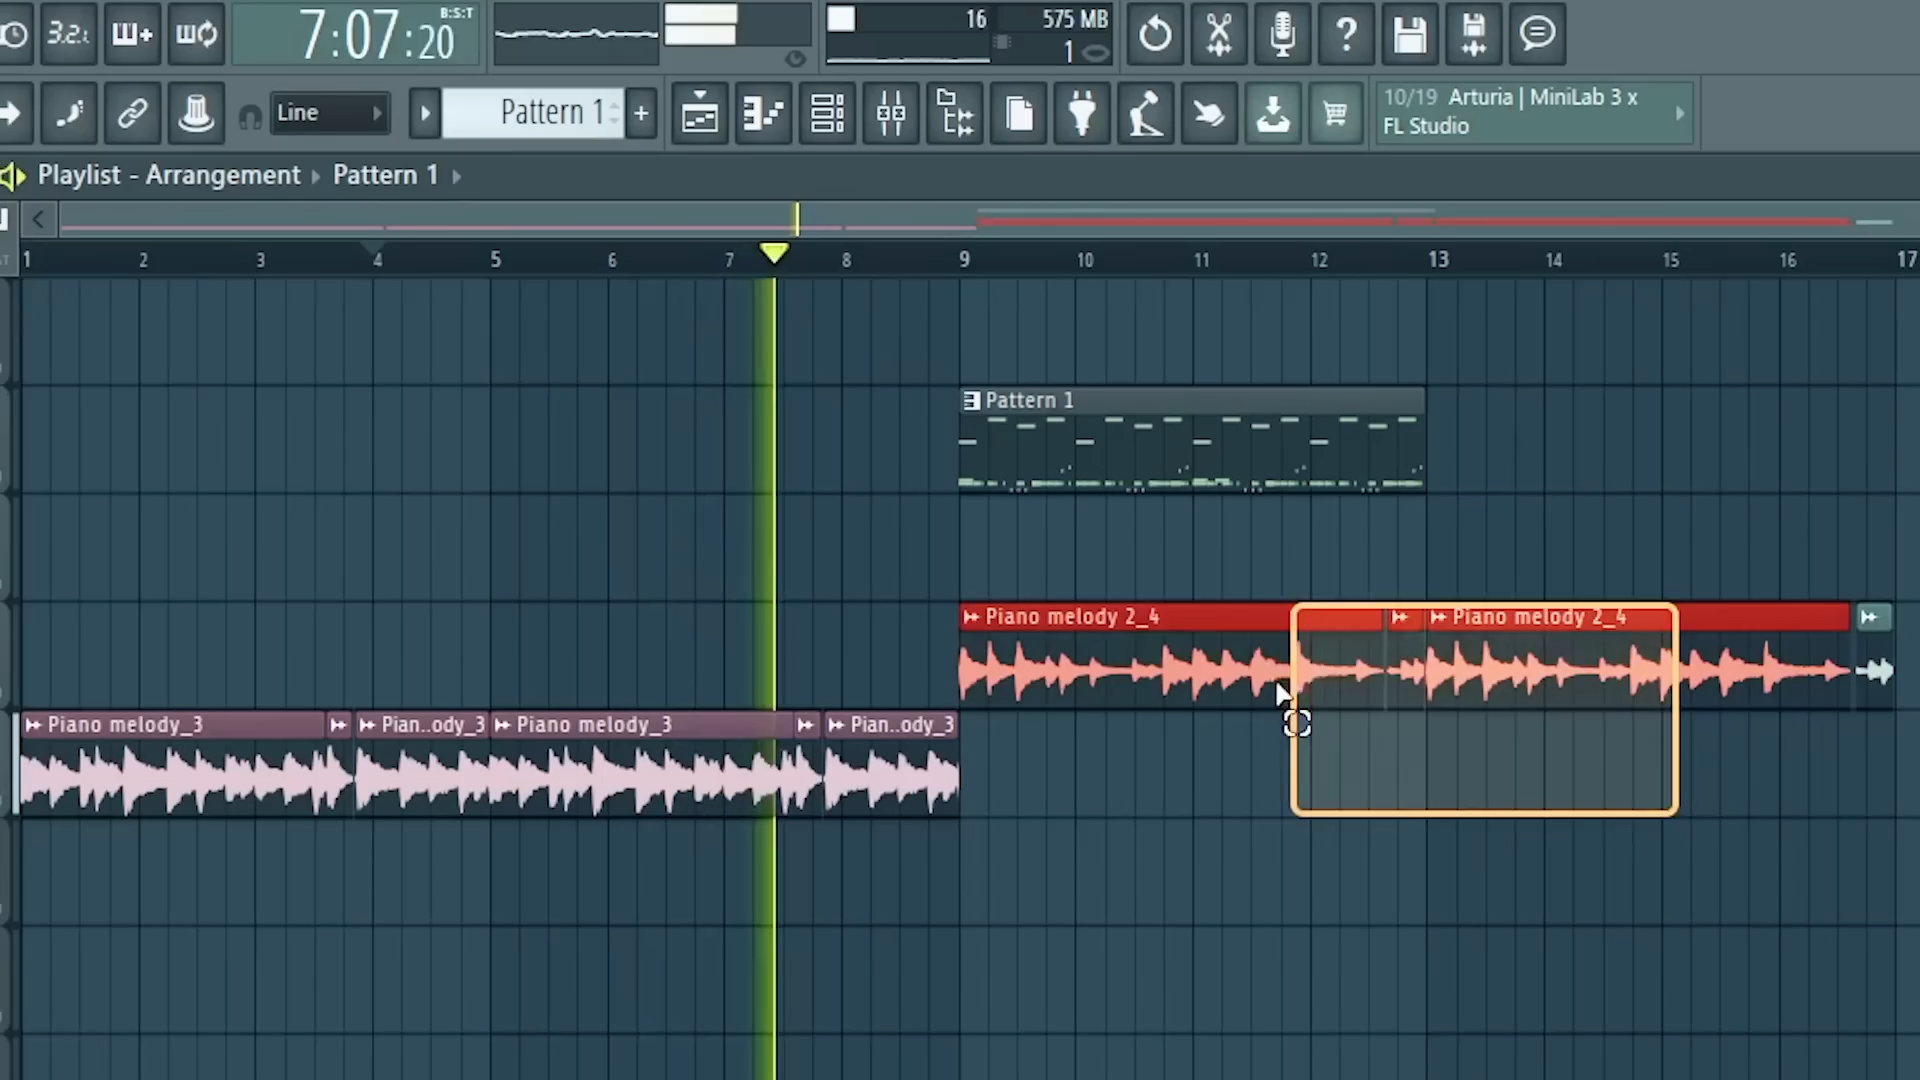 3.2.
7:07:20
B:S:T
16
575 MB
1
Line
Pattern 1
+
10/19 Arturia | MiniLab 3 x
FL Studio
Playlist - Arrangement ▸ Pattern 1 ▸
1 2 3 4 5 6 7 8 9 10 11 12 13 14 15 16 17
Pattern 1
Piano melody 2_4
Piano melody 2_4
Piano melody_3
Pian..ody_3
Piano melody_3
Pian..ody_3